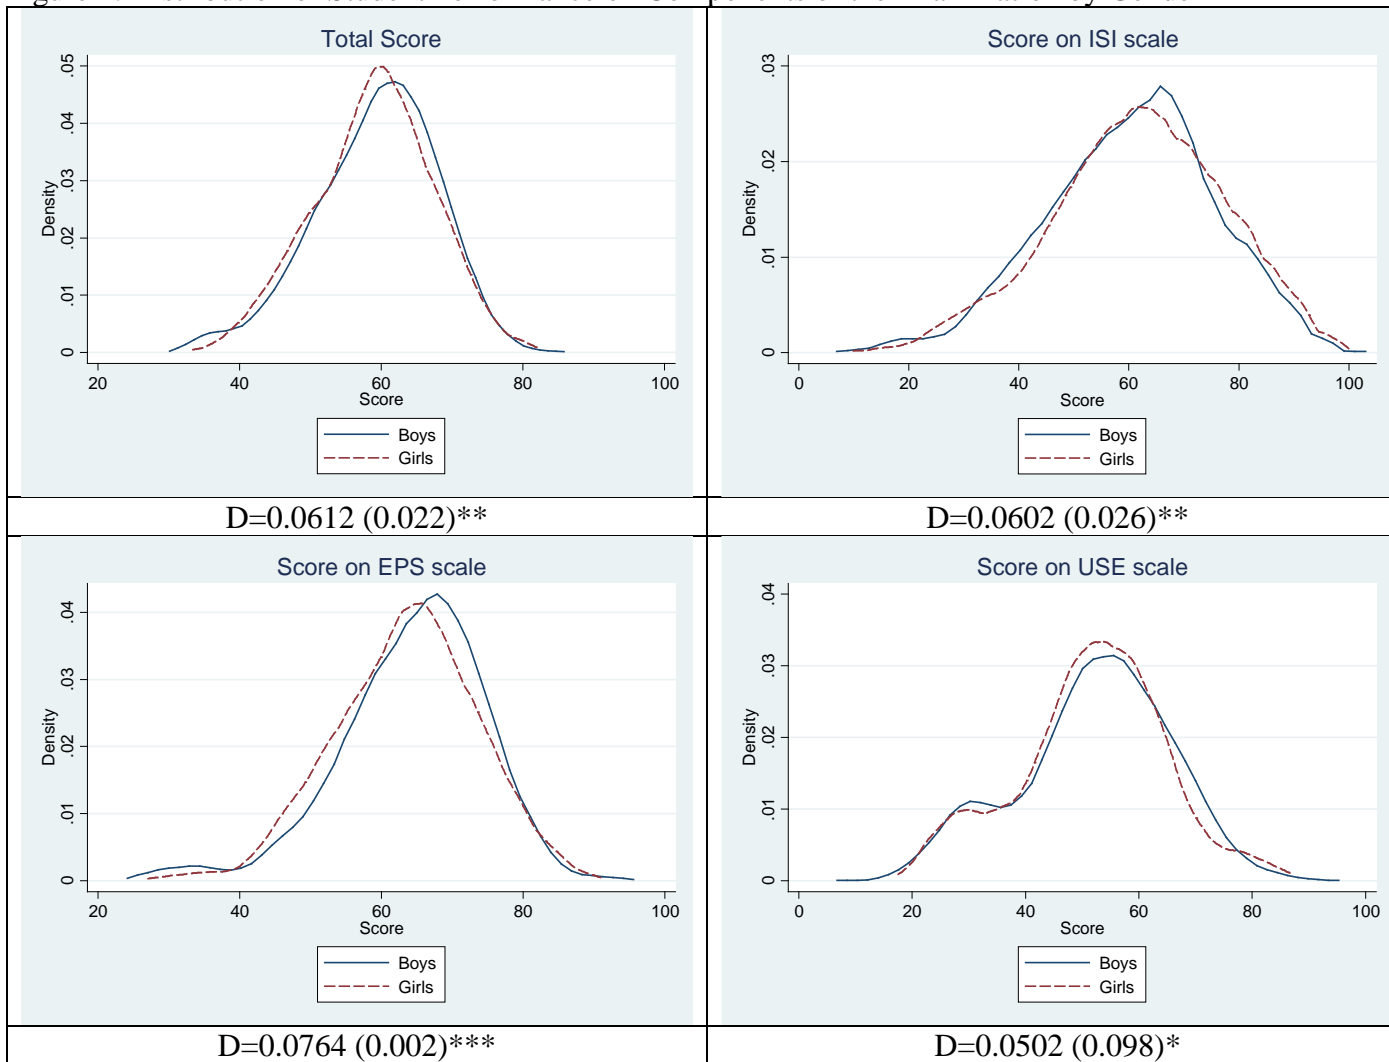 Total Score
Density
0
.01
.02
.03
.04
.05
20 40 60 80 100
Score
Boys
Girls
D=0.0612 (0.022)**
Score on ISI scale
Density
0
.01
.02
.03
0 20 40 60 80 100
Score
Boys
Girls
D=0.0602 (0.026)**
Score on EPS scale
Density
0
.01
.02
.03
.04
20 40 60 80 100
Score
Boys
Girls
D=0.0764 (0.002)***
Score on USE scale
Density
0
.01
.02
.03
.04
0 20 40 60 80 100
Score
Boys
Girls
D=0.0502 (0.098)*